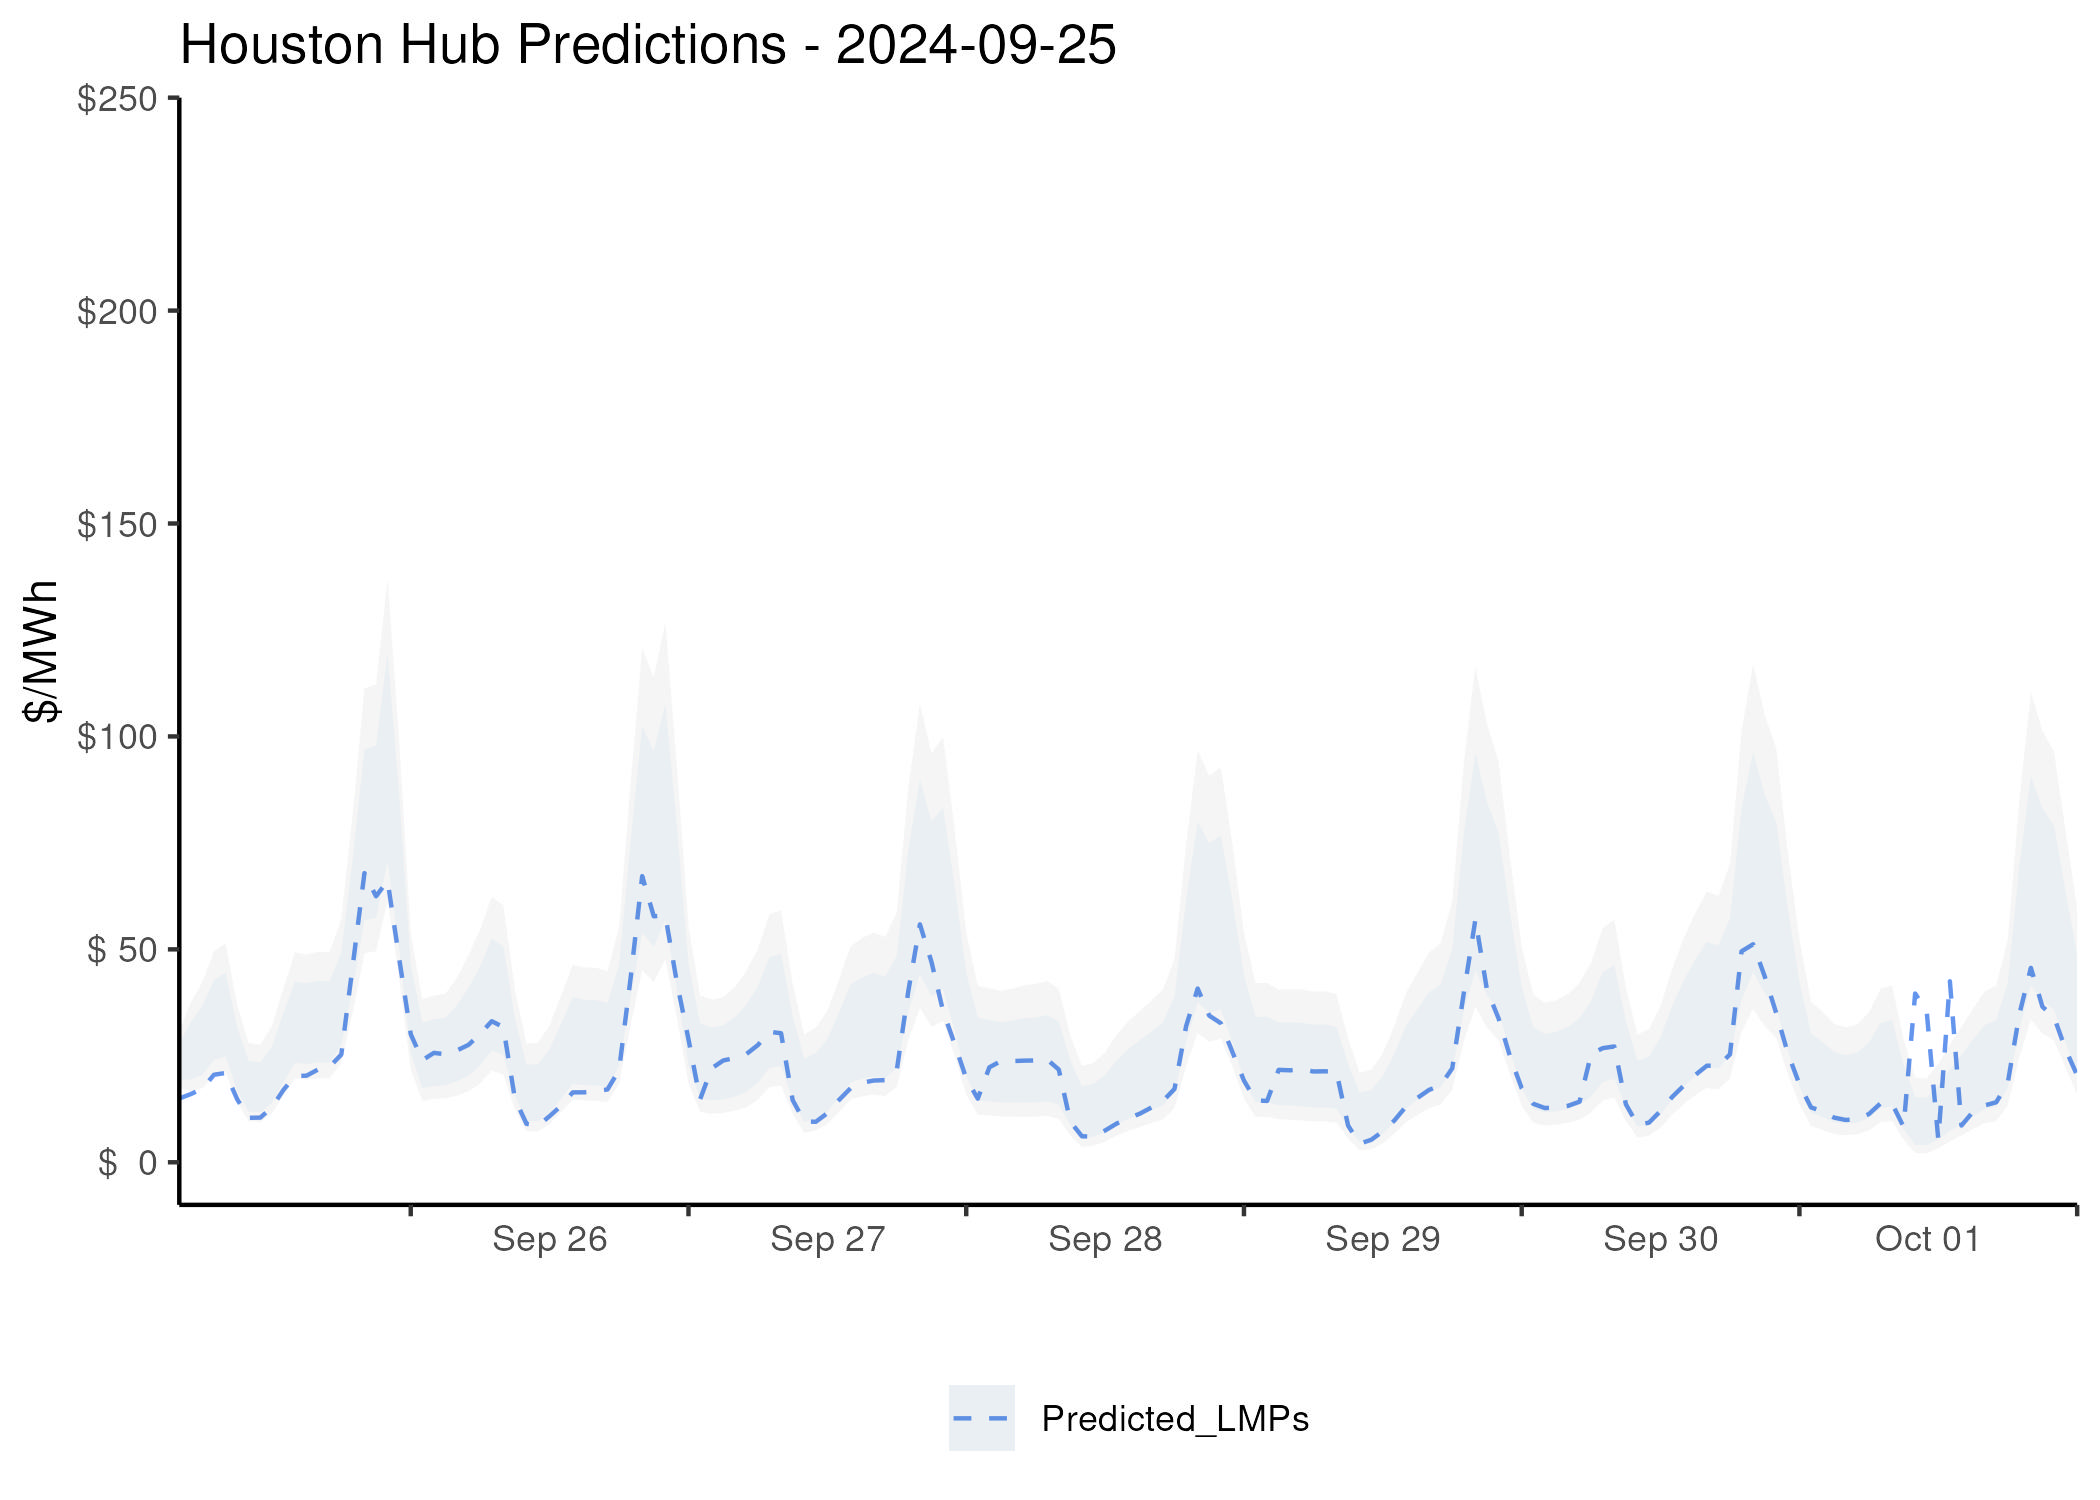 Houston Hub Predictions - 2024-09-25
$250
$200
$150
$100
$ 50
$  0
$/MWh
Sep 26 Sep 27 Sep 28 Sep 29 Sep 30 Oct 01
Predicted_LMPs